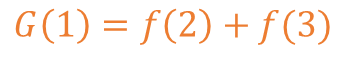 G(1) = f(2) + f(3)